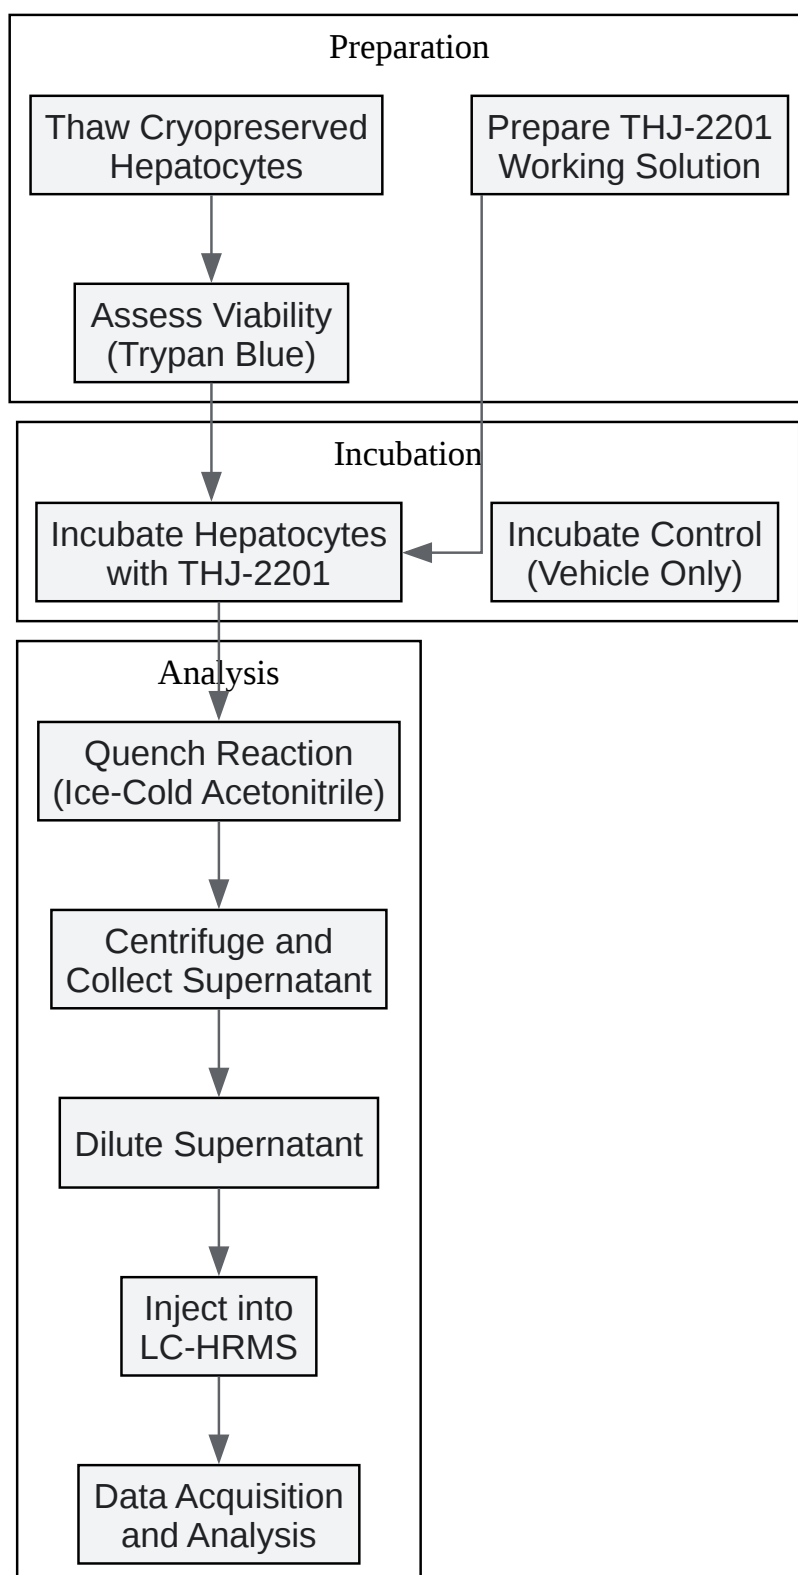 Preparation
Thaw Cryopreserved
Hepatocytes
Prepare THJ-2201
Working Solution
Assess Viability
(Trypan Blue)
Incubation
Incubate Hepatocytes
with THJ-2201
Incubate Control
(Vehicle Only)
Analysis
Quench Reaction
(Ice-Cold Acetonitrile)
Centrifuge and
Collect Supernatant
Dilute Supernatant
Inject into
LC-HRMS
Data Acquisition
and Analysis